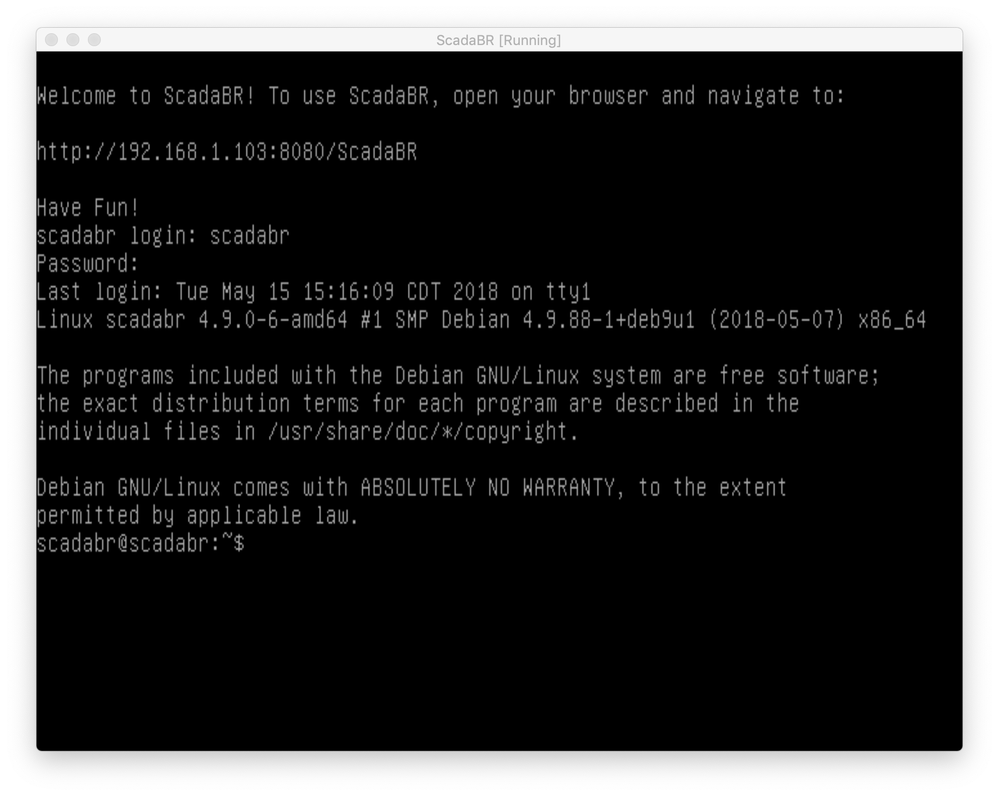 ScadaBR [Running]
Welcome to ScadaBR! To use ScadaBR, open your browser and navigate to:
http://192.168.1.103:8080/ScadaBR
Have Fun!
scadabr login: scadabr
Password:
Last login: Tue May 15 15:16:09 CDT 2018 on tty1
Linux scadabr 4.9.0-6-amd64 #1 SMP Debian 4.9.88-1+deb9u1 (2018-05-07) x86_64
The programs included with the Debian GNU/Linux system are free software;
the exact distribution terms for each program are described in the
individual files in /usr/share/doc/*/copyright.
Debian GNU/Linux comes with ABSOLUTELY NO WARRANTY, to the extent
permitted by applicable law.
scadabr@scadabr:~$